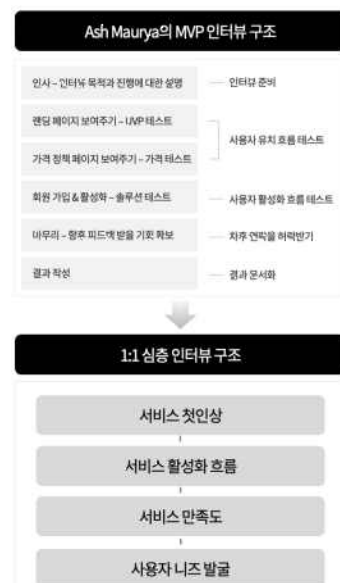 Ash Maurya의 MVP 인터뷰 구조
인사 – 인터뷰 목적과 진행에 대한 설명
인터뷰 준비
랜딩 페이지 보여주기 – UVP 테스트
사용자 유치 흐름 테스트
가격 정책 페이지 보여주기 – 가격 테스트
회원 가입 & 활성화 – 솔루션 테스트
사용자 활성화 흐름 테스트
마무리 – 향후 피드백 받을 기회 확보
차후 연락을 허락받기
결과 작성
결과 문서화
1:1 심층 인터뷰 구조
서비스 첫인상
서비스 활성화 흐름
서비스 만족도
사용자 니즈 발굴